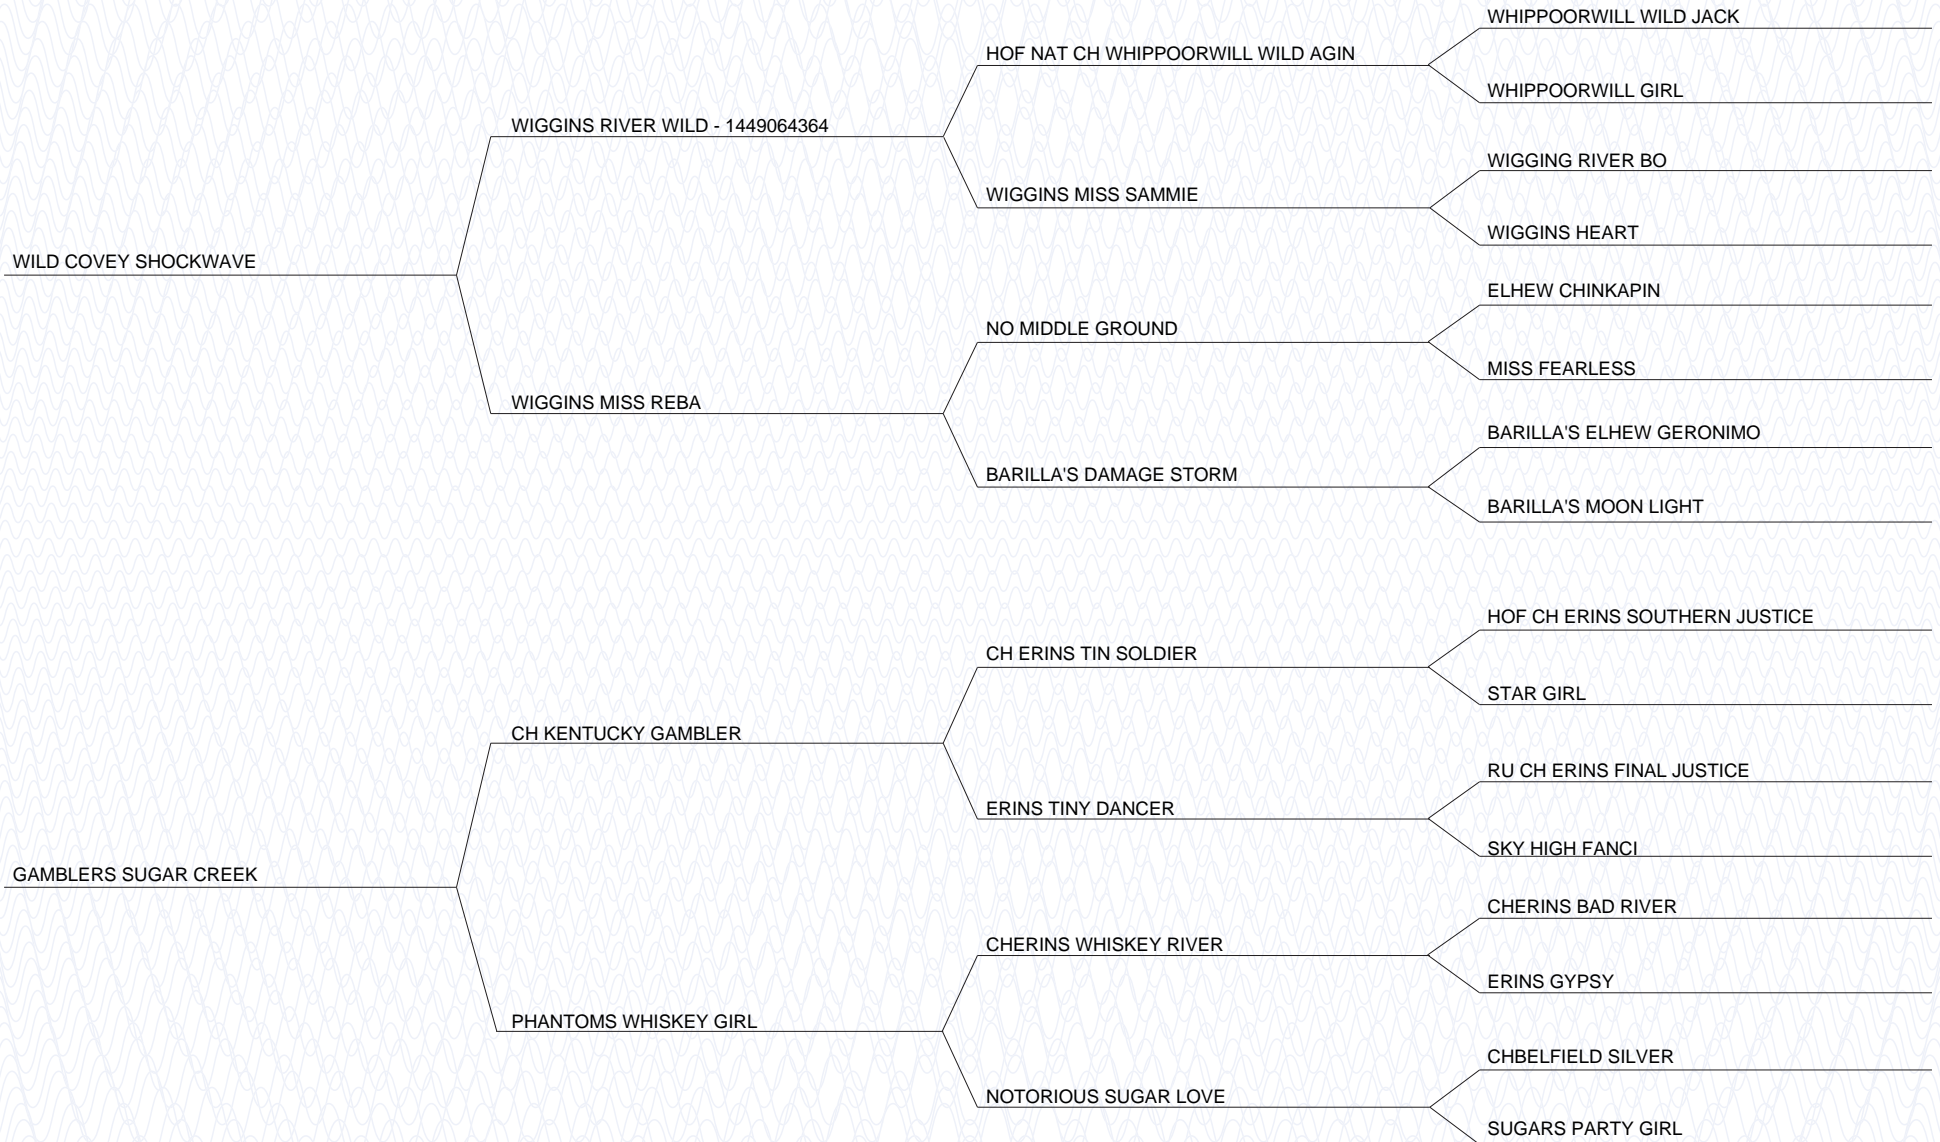 WHIPPOORWILL WILD JACK
HOF NAT CH WHIPPOORWILL WILD AGIN
WHIPPOORWILL GIRL
WIGGINS RIVER WILD - 1449064364
WIGGING RIVER BO
WIGGINS MISS SAMMIE
WIGGINS HEART
WILD COVEY SHOCKWAVE
ELHEW CHINKAPIN
NO MIDDLE GROUND
MISS FEARLESS
WIGGINS MISS REBA
BARILLA'S ELHEW GERONIMO
BARILLA'S DAMAGE STORM
BARILLA'S MOON LIGHT
HOF CH ERINS SOUTHERN JUSTICE
CH ERINS TIN SOLDIER
STAR GIRL
CH KENTUCKY GAMBLER
RU CH ERINS FINAL JUSTICE
ERINS TINY DANCER
SKY HIGH FANCI
GAMBLERS SUGAR CREEK
CHERINS BAD RIVER
CHERINS WHISKEY RIVER
ERINS GYPSY
PHANTOMS WHISKEY GIRL
CHBELFIELD SILVER
NOTORIOUS SUGAR LOVE
SUGARS PARTY GIRL